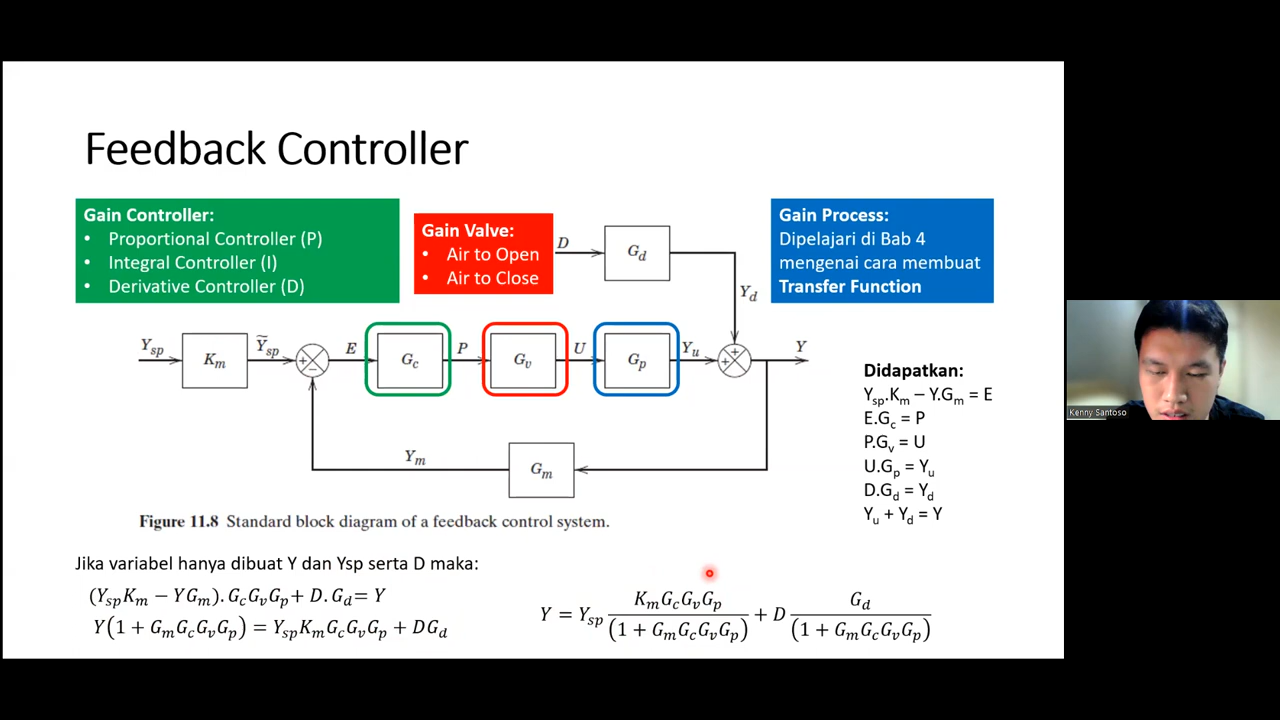 Feedback Controller
Gain Controller:
• Proportional Controller (P)
• Integral Controller (I)
• Derivative Controller (D)
Gain Valve:
• Air to Open
• Air to Close
Gain Process:
Dipelajari di Bab 4
mengenai cara membuat
Transfer Function
D
G_d
Y_d
Y_sp
K_m
Ỹ_sp
+
−
E
G_c
P
G_v
U
G_p
Y_u
+
+
Y
Y_m
G_m
Figure 11.8 Standard block diagram of a feedback control system.
Didapatkan:
Y_sp.K_m – Y.G_m = E
E.G_c = P
P.G_v = U
U.G_p = Y_u
D.G_d = Y_d
Y_u + Y_d = Y
Jika variabel hanya dibuat Y dan Ysp serta D maka:
(Y_sp K_m − Y G_m). G_c G_v G_p + D. G_d = Y
Y(1 + G_m G_c G_v G_p) = Y_sp K_m G_c G_v G_p + D G_d
Y = Y_sp K_m G_c G_v G_p / (1 + G_m G_c G_v G_p) + D G_d / (1 + G_m G_c G_v G_p)
Kenny Santoso